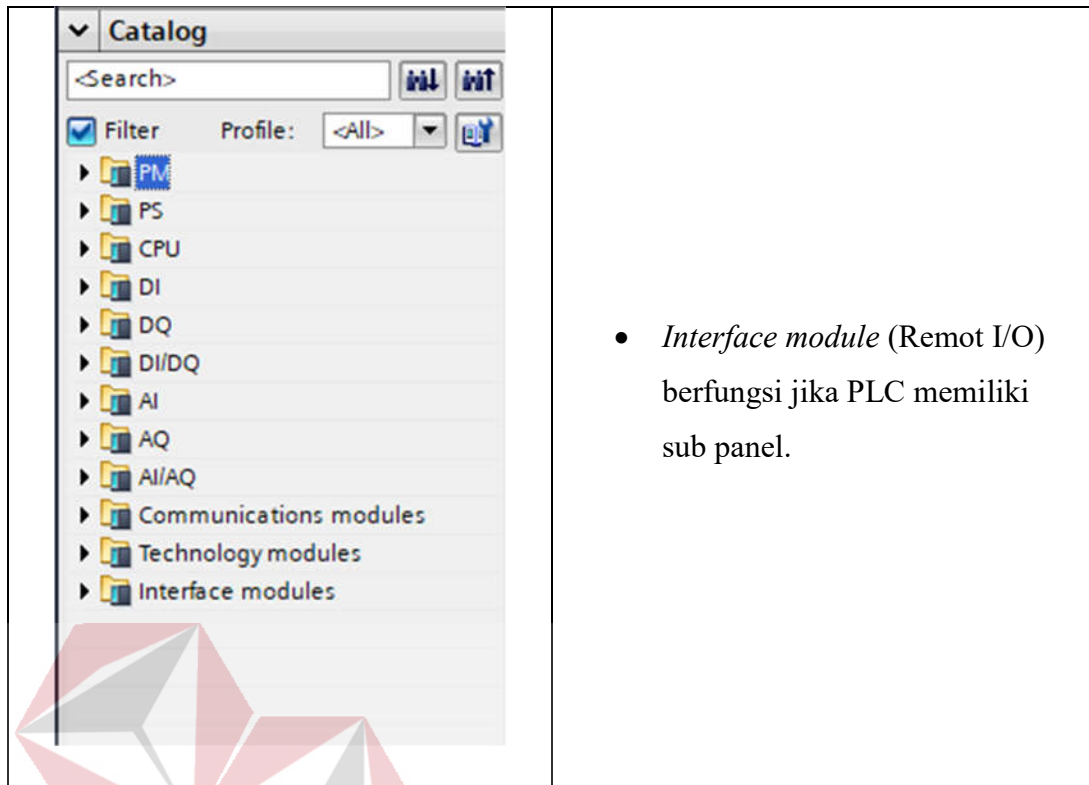 Catalog
<Search>
Filter Profile: <All>
PM
PS
CPU
DI
DQ
DI/DQ
AI
AQ
AI/AQ
Communications modules
Technology modules
Interface modules
• Interface module (Remot I/O)
berfungsi jika PLC memiliki
sub panel.